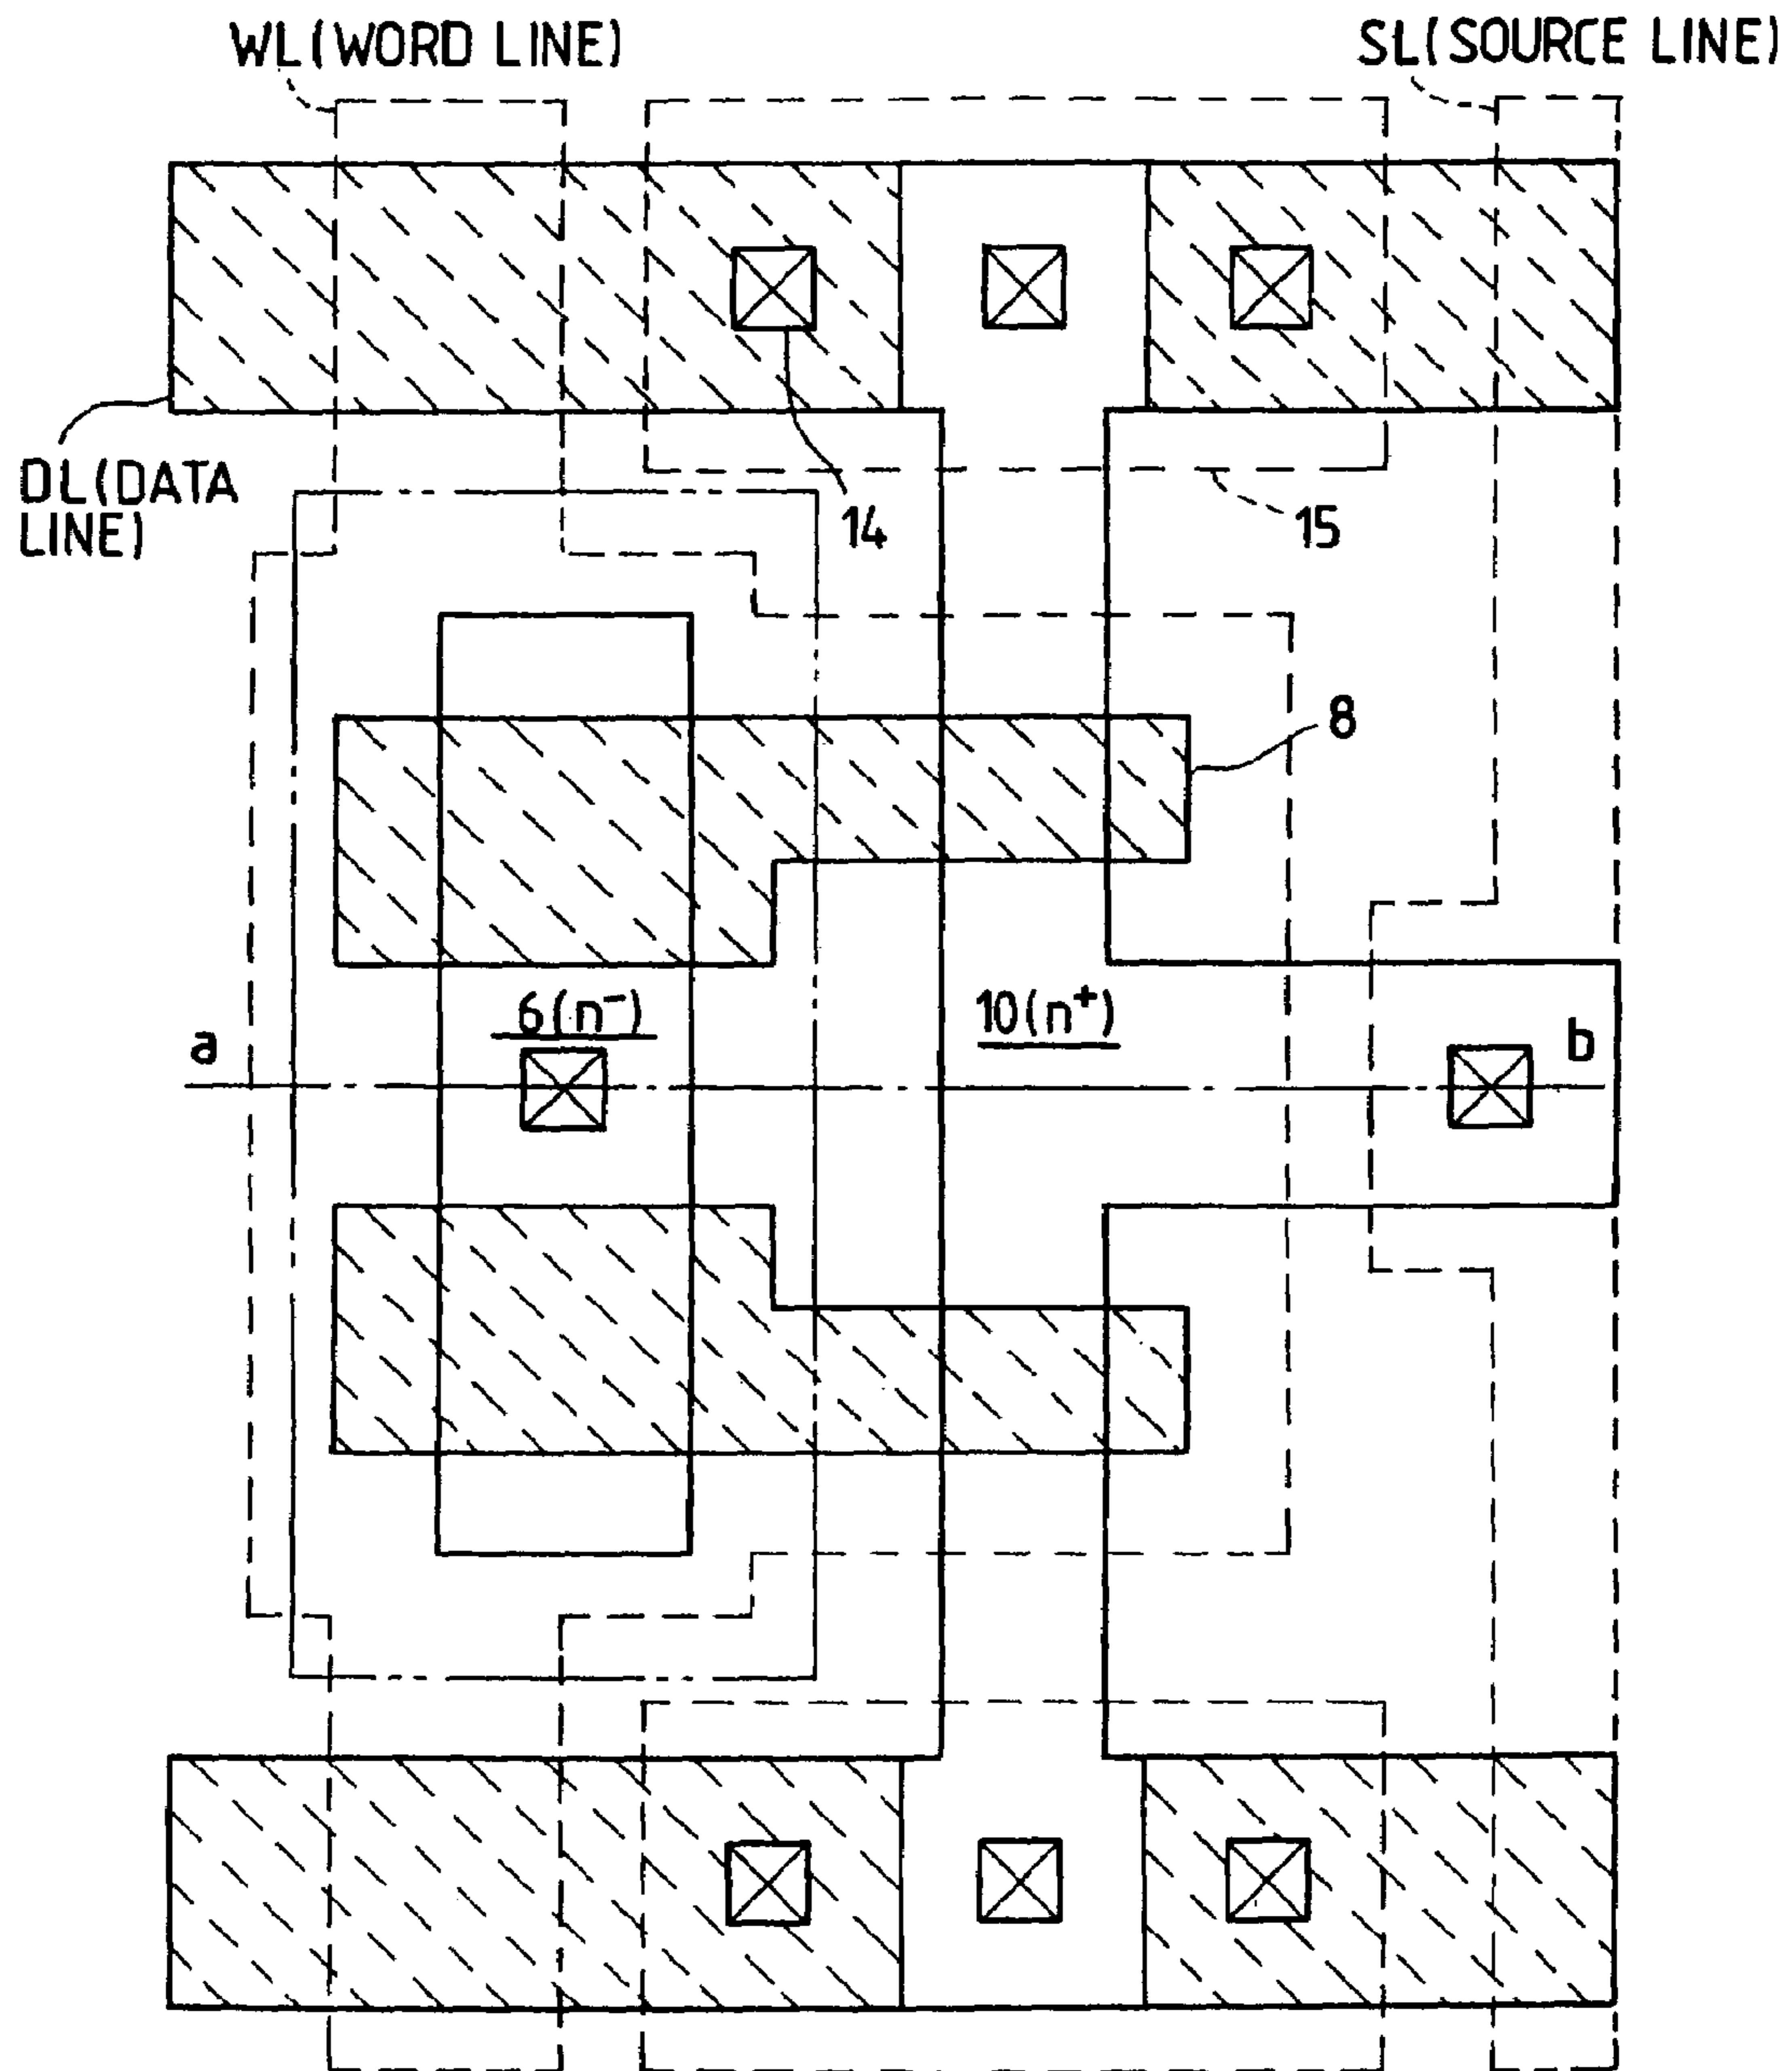 WL(WORD LINE)
SL(SOURCE LINE)
DL(DATA
LINE)
14
15
8
6(n⁻)
10(n⁺)
a
b